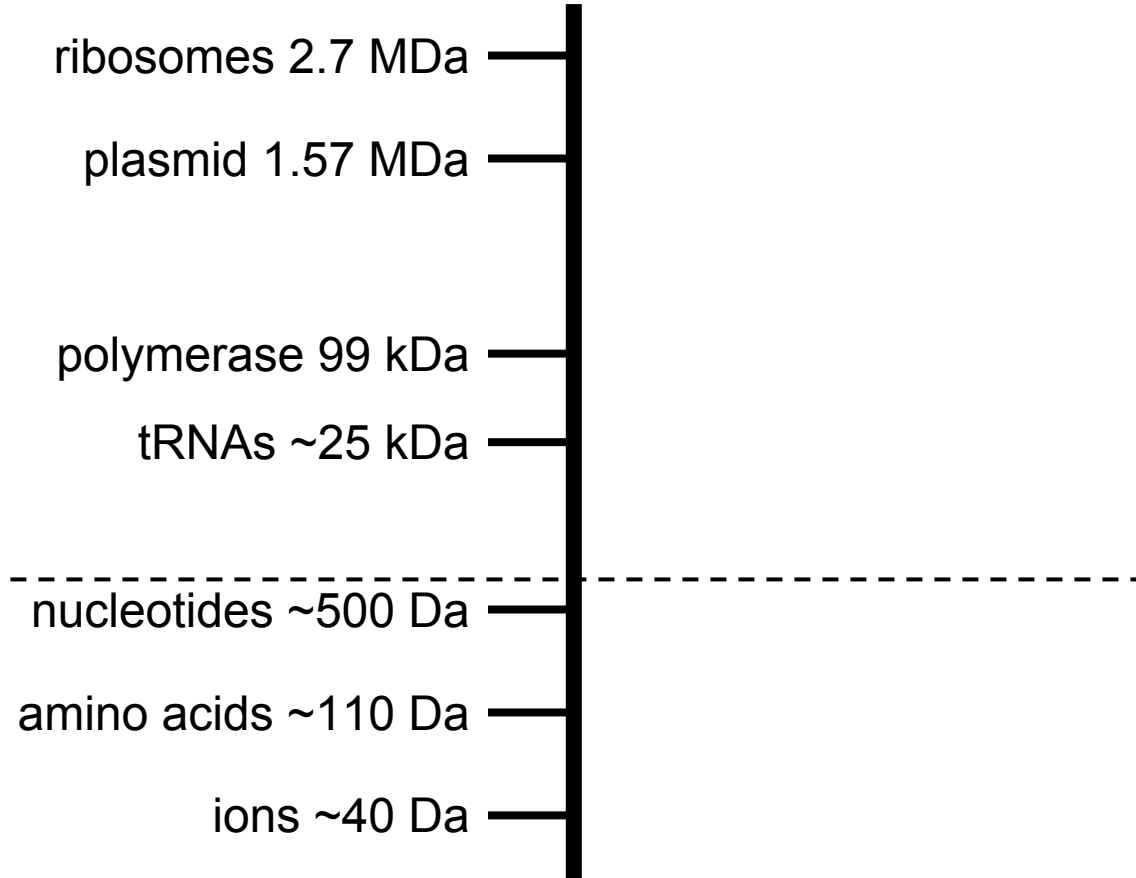 ribosomes 2.7 MDa
plasmid 1.57 MDa
polymerase 99 kDa
tRNAs ~25 kDa
nucleotides ~500 Da
amino acids ~110 Da
ions ~40 Da